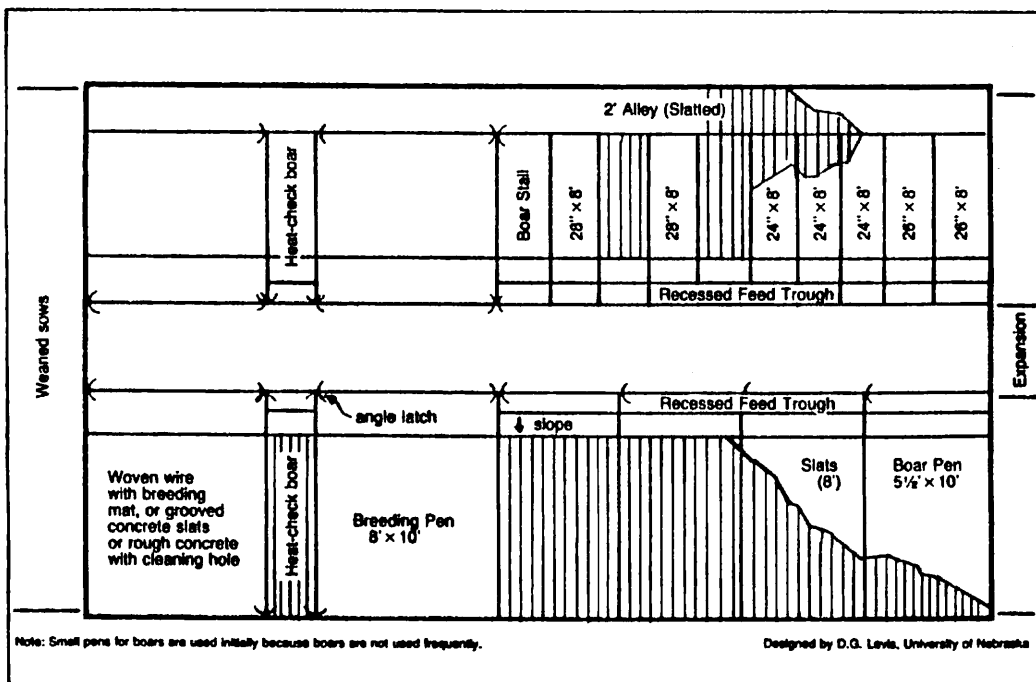 2' Alley (Slatted)
Heat-check boar
Boar Stall
28" x 8'
28" x 8'
24" x 8'
24" x 8'
24" x 8'
26" x 8'
26" x 8'
Recessed Feed Trough
Weaned sows
Expansion
angle latch
Recessed Feed Trough
slope
Woven wire
with breeding
mat, or grooved
concrete slats
or rough concrete
with cleaning hole
Heat-check boar
Breeding Pen
8' x 10'
Slats
(8')
Boar Pen
5½' x 10'
Note: Small pens for boars are used initially because boars are not used frequently.
Designed by D.G. Levis, University of Nebraska